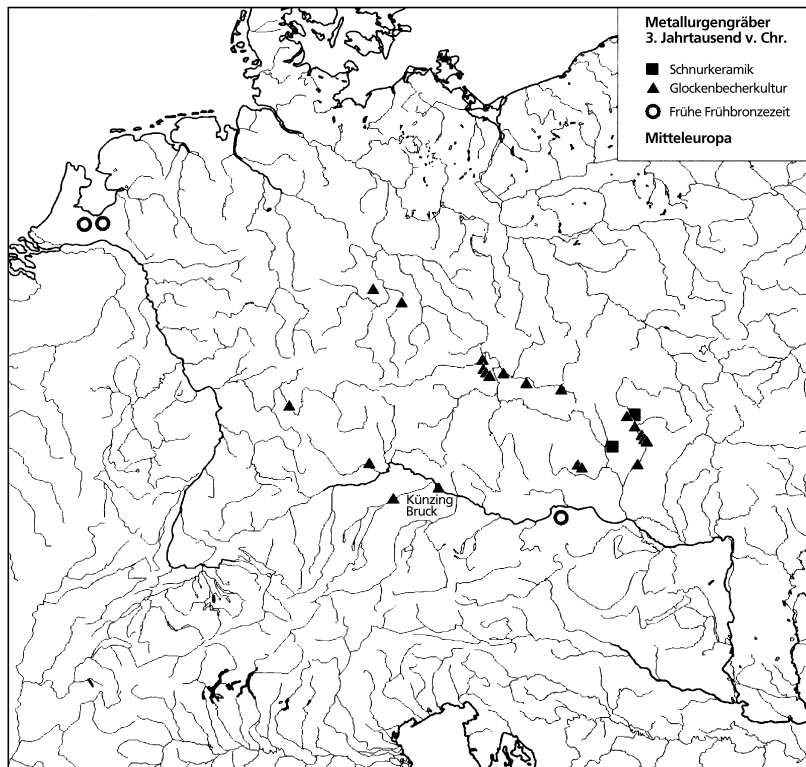 Metallurgengräber
3. Jahrtausend v. Chr.
Schnurkeramik
Glockenbecherkultur
Frühe Frühbronzezeit
Mitteleuropa
Künzing
Bruck